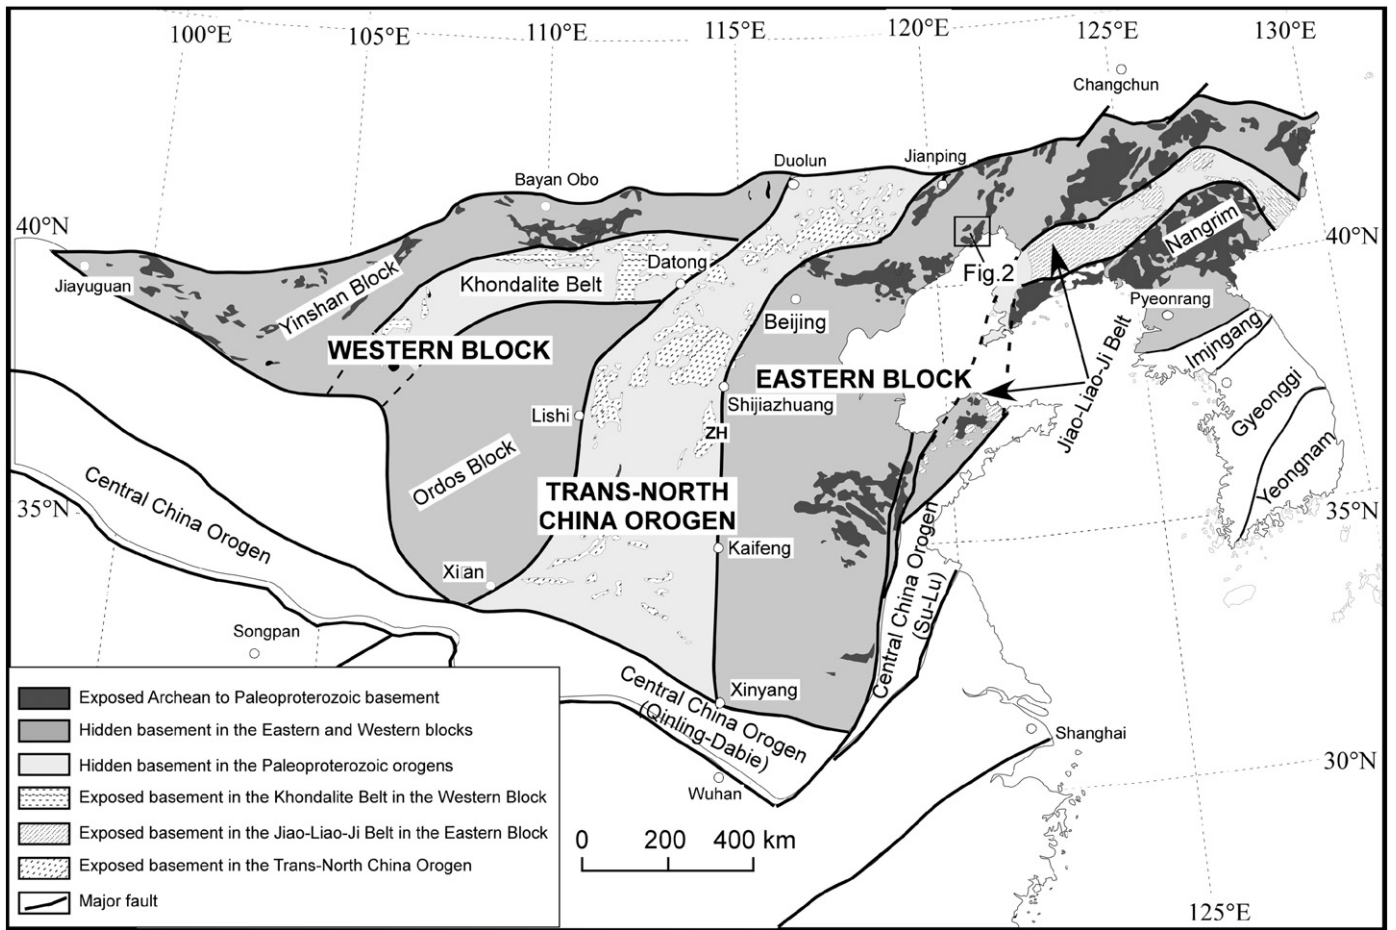 100°E
105°E
110°E
115°E
120°E
125°E
130°E
Changchun
Duolun
Jianping
Bayan Obo
40°N
40°N
Nangrim
Datong
Jiayuguan
Yinshan Block
Khondalite Belt
Fig.2
Pyeonrang
Beijing
Imjngang
WESTERN BLOCK
EASTERN BLOCK
Jiao-Liao-Ji Belt
Shijiazhuang
Lishi
Gyeonggi
ZH
Ordos Block
Yeongnam
TRANS-NORTH
CHINA OROGEN
35°N
35°N
Central China Orogen
Kaifeng
Xian
Central China Orogen
(Su-Lu)
Songpan
Xinyang
Central China Orogen
(Qinling-Dabie)
Shanghai
30°N
Wuhan
Exposed Archean to Paleoproterozoic basement
Hidden basement in the Eastern and Western blocks
Hidden basement in the Paleoproterozoic orogens
Exposed basement in the Khondalite Belt in the Western Block
Exposed basement in the Jiao-Liao-Ji Belt in the Eastern Block
Exposed basement in the Trans-North China Orogen
Major fault
0 200 400 km
125°E